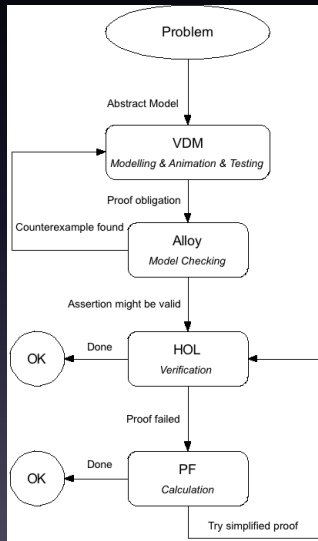 Problem
Abstract Model
VDM
Modelling & Animation & Testing
Proof obligation
Counterexample found
Alloy
Model Checking
Assertion might be valid
Done
OK
HOL
Verification
Proof failed
Done
OK
PF
Calculation
Try simplified proof